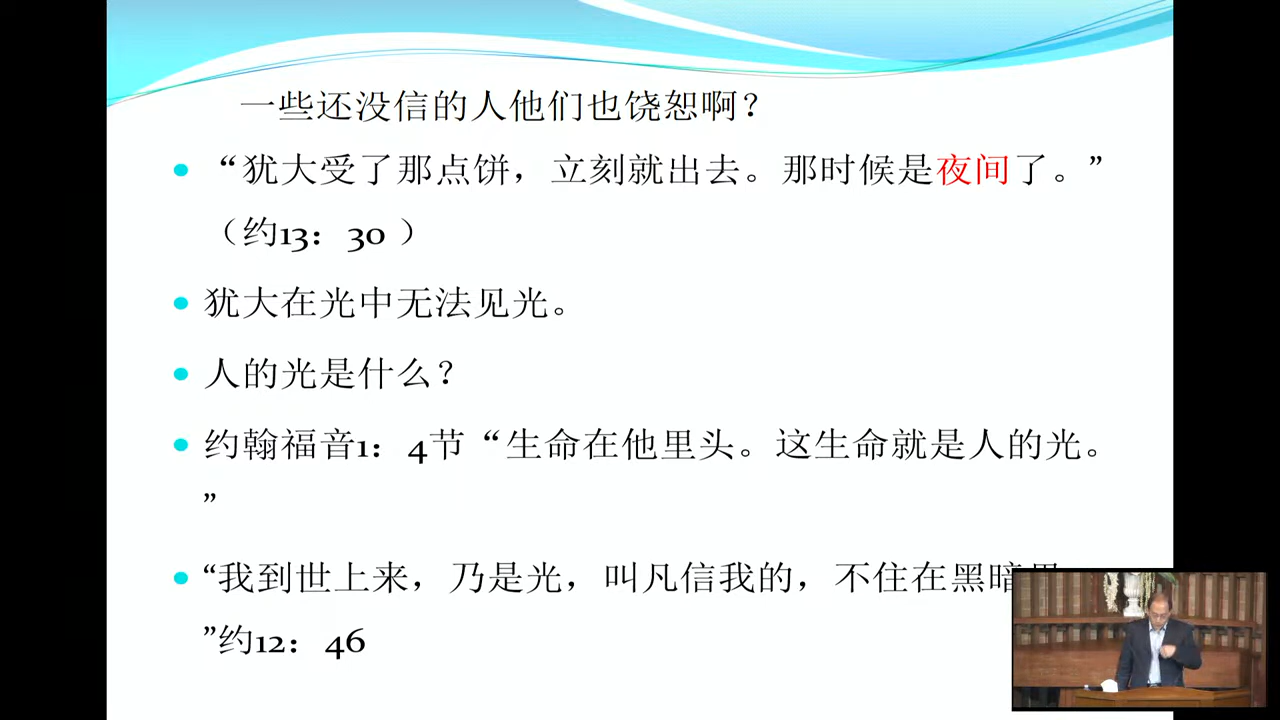 一些还没信的人他们也饶恕啊？
“犹大受了那点饼，立刻就出去。那时候是夜间了。”
（约13：30）
犹大在光中无法见光。
人的光是什么？
约翰福音1：4节“生命在他里头。这生命就是人的光。
”
“我到世上来，乃是光，叫凡信我的，不住在黑暗
”约12：46